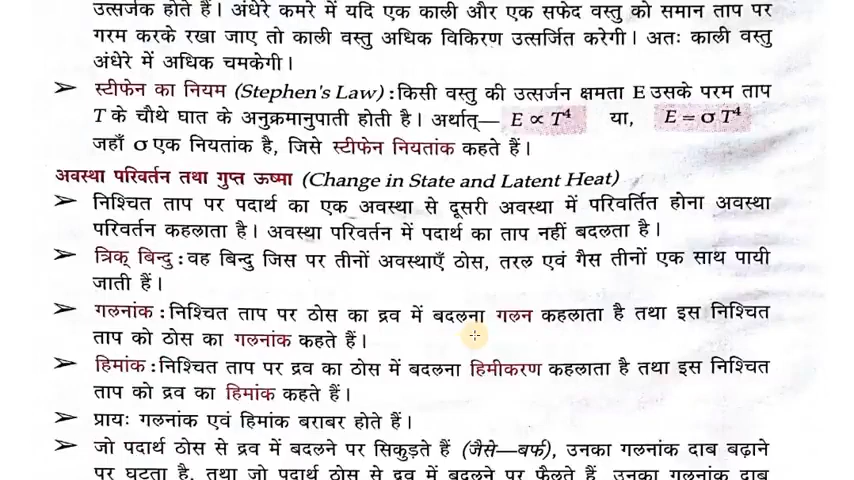 उत्सर्जक होते हैं। अंधेरे कमरे में यदि एक काली और एक सफेद वस्तु को समान ताप पर
गरम करके रखा जाए तो काली वस्तु अधिक विकिरण उत्सर्जित करेगी। अतः काली वस्तु
अंधेरे में अधिक चमकेगी।
➢ स्टीफेन का नियम (Stephen's Law) : किसी वस्तु की उत्सर्जन क्षमता E उसके परम ताप
T के चौथे घात के अनुक्रमानुपाती होती है। अर्थात्— E ∝ T⁴ या, E = σ T⁴
जहाँ σ एक नियतांक है, जिसे स्टीफेन नियतांक कहते हैं।
अवस्था परिवर्तन तथा गुप्त ऊष्मा (Change in State and Latent Heat)
➢ निश्चित ताप पर पदार्थ का एक अवस्था से दूसरी अवस्था में परिवर्तित होना अवस्था
परिवर्तन कहलाता है। अवस्था परिवर्तन में पदार्थ का ताप नहीं बदलता है।
➢ त्रिक् बिन्दु : वह बिन्दु जिस पर तीनों अवस्थाएँ ठोस, तरल एवं गैस तीनों एक साथ पायी
जाती हैं।
➢ गलनांक : निश्चित ताप पर ठोस का द्रव में बदलना गलन कहलाता है तथा इस निश्चित
ताप को ठोस का गलनांक कहते हैं।
➢ हिमांक : निश्चित ताप पर द्रव का ठोस में बदलना हिमीकरण कहलाता है तथा इस निश्चित
ताप को द्रव का हिमांक कहते हैं।
➢ प्रायः गलनांक एवं हिमांक बराबर होते हैं।
➢ जो पदार्थ ठोस से द्रव में बदलने पर सिकुड़ते हैं (जैसे—बर्फ), उनका गलनांक दाब बढ़ाने
पर घटता है, तथा जो पदार्थ ठोस से द्रव में बदलने पर फैलते हैं, उनका गलनांक दाब